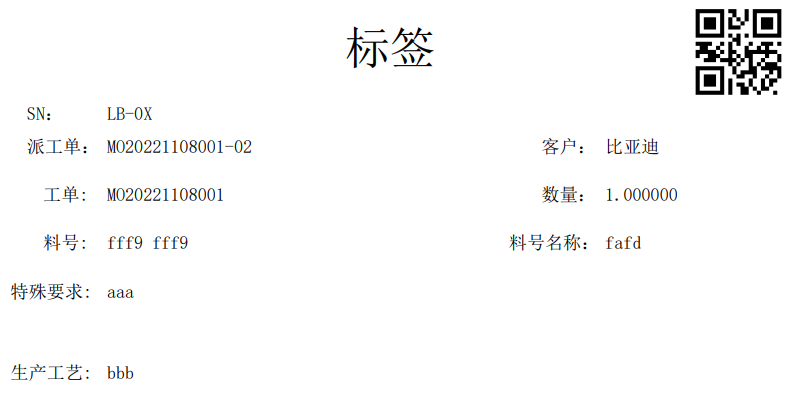 标签
SN: LB-0X
派工单: MO20221108001-02 客户: 比亚迪
工单: MO20221108001 数量: 1.000000
料号: fff9 fff9 料号名称: fafd
特殊要求: aaa
生产工艺: bbb